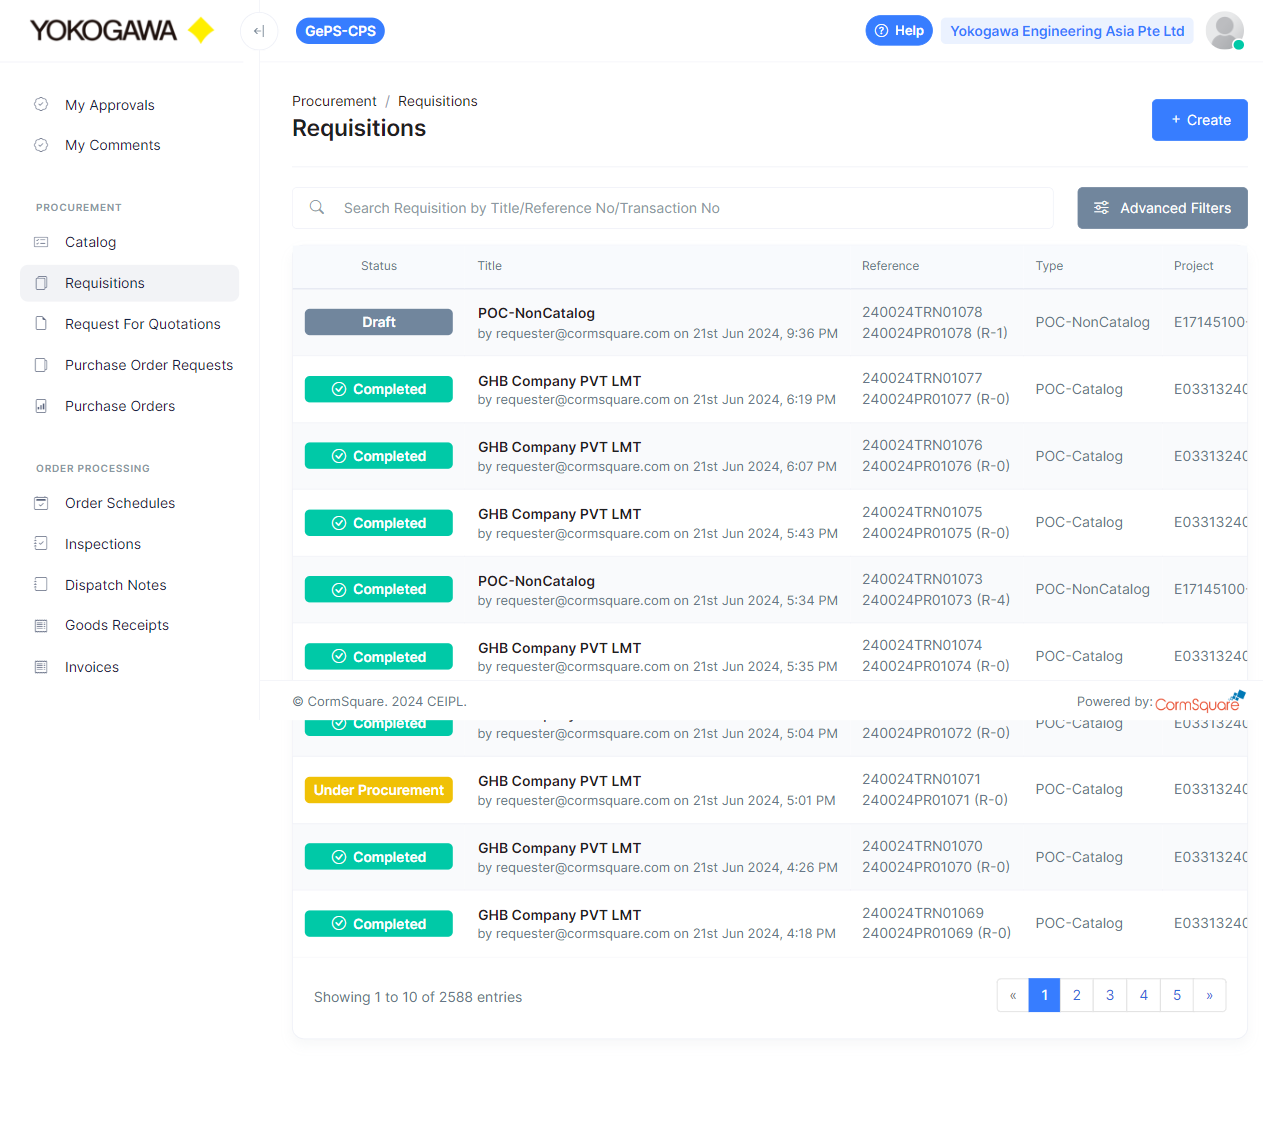 YOKOGAWA
GePS-CPS
Help
Yokogawa Engineering Asia Pte Ltd
My Approvals
My Comments
PROCUREMENT
Catalog
Requisitions
Request For Quotations
Purchase Order Requests
Purchase Orders
ORDER PROCESSING
Order Schedules
Inspections
Dispatch Notes
Goods Receipts
Invoices
Procurement / Requisitions
Requisitions
+ Create
Search Requisition by Title/Reference No/Transaction No
Advanced Filters
Status Title Reference Type Project
Draft
POC-NonCatalog
by requester@cormsquare.com on 21st Jun 2024, 9:36 PM
240024TRN01078
240024PR01078 (R-1)
POC-NonCatalog
E17145100-
Completed
GHB Company PVT LMT
by requester@cormsquare.com on 21st Jun 2024, 6:19 PM
240024TRN01077
240024PR01077 (R-0)
POC-Catalog
E0331324
Completed
GHB Company PVT LMT
by requester@cormsquare.com on 21st Jun 2024, 6:07 PM
240024TRN01076
240024PR01076 (R-0)
POC-Catalog
E0331324
Completed
GHB Company PVT LMT
by requester@cormsquare.com on 21st Jun 2024, 5:43 PM
240024TRN01075
240024PR01075 (R-0)
POC-Catalog
E0331324
Completed
POC-NonCatalog
by requester@cormsquare.com on 21st Jun 2024, 5:34 PM
240024TRN01073
240024PR01073 (R-4)
POC-NonCatalog
E17145100-
Completed
GHB Company PVT LMT
by requester@cormsquare.com on 21st Jun 2024, 5:35 PM
240024TRN01074
240024PR01074 (R-0)
POC-Catalog
E0331324
© CormSquare. 2024 CEIPL.
Powered by: CormSquare
Completed
by requester@cormsquare.com on 21st Jun 2024, 5:04 PM
240024PR01072 (R-0)
POC-Catalog
E0331324
Under Procurement
GHB Company PVT LMT
by requester@cormsquare.com on 21st Jun 2024, 5:01 PM
240024TRN01071
240024PR01071 (R-0)
POC-Catalog
E0331324
Completed
GHB Company PVT LMT
by requester@cormsquare.com on 21st Jun 2024, 4:26 PM
240024TRN01070
240024PR01070 (R-0)
POC-Catalog
E0331324
Completed
GHB Company PVT LMT
by requester@cormsquare.com on 21st Jun 2024, 4:18 PM
240024TRN01069
240024PR01069 (R-0)
POC-Catalog
E0331324
Showing 1 to 10 of 2588 entries
« 1 2 3 4 5 »